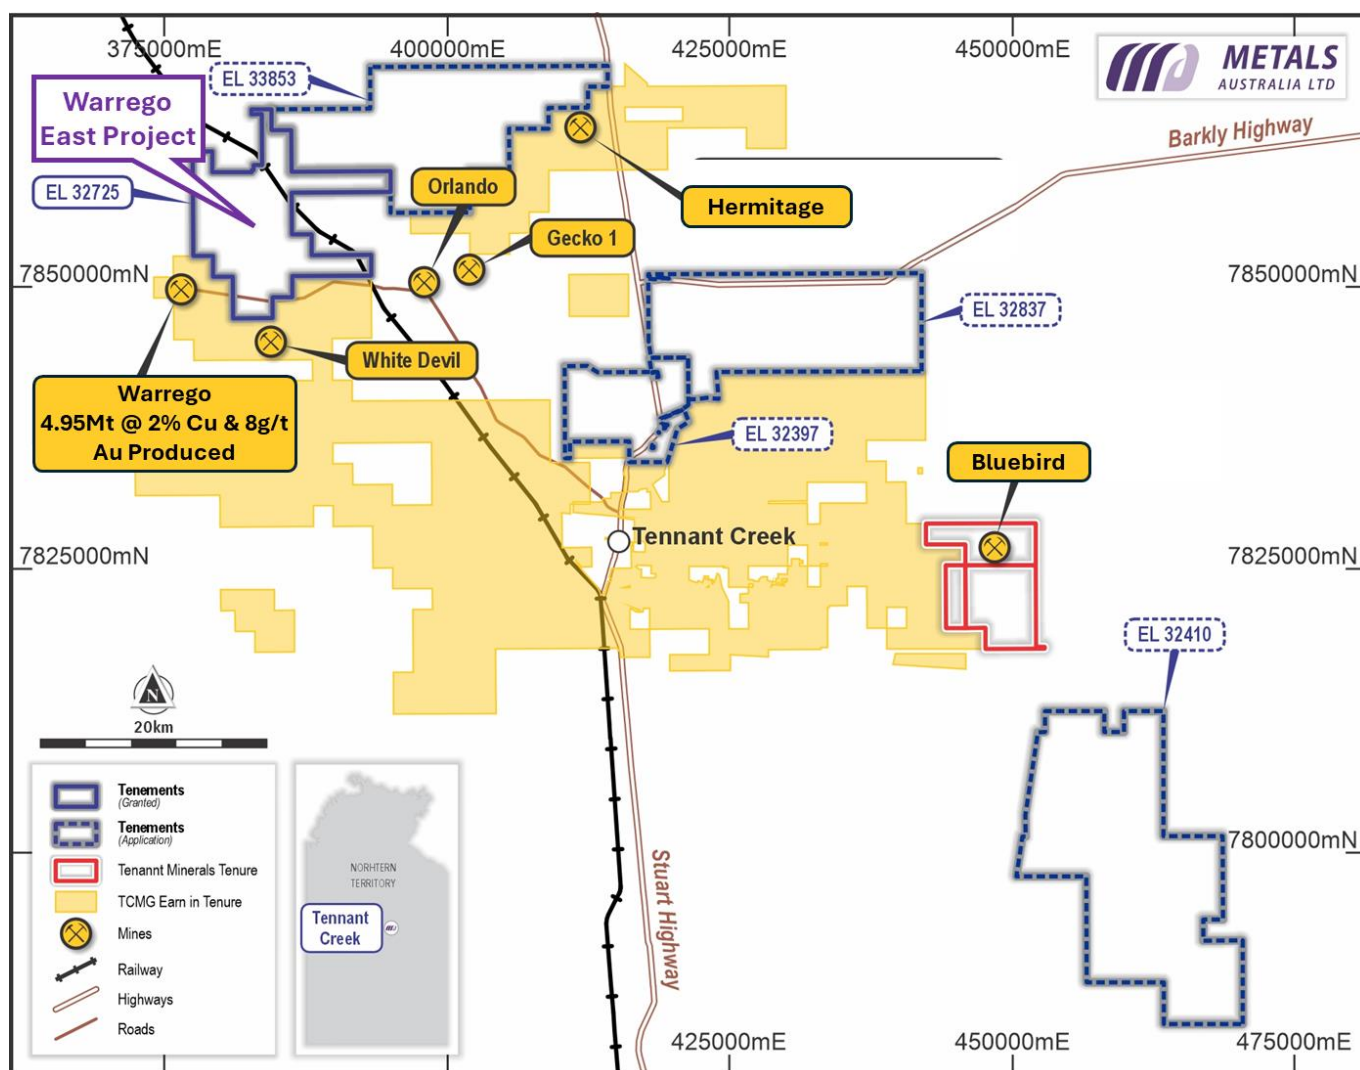 375000mE
400000mE
425000mE
450000mE
METALS
AUSTRALIA LTD
EL 33853
Warrego
East Project
Barkly Highway
EL 32725
Orlando
Hermitage
Gecko 1
7850000mN
7850000mN
EL 32837
White Devil
Warrego
4.95Mt @ 2% Cu & 8g/t
Au Produced
EL 32397
Bluebird
Tennant Creek
7825000mN
7825000mN
EL 32410
N
20km
Tenements
(Granted)
Tenements
(Application)
Tenannt Minerals Tenure
TCMG Earn in Tenure
Mines
Railway
Highways
Roads
NORHTERN
TERRITORY
Tennant
Creek
Stuart Highway
7800000mN
425000mE
450000mE
475000mE